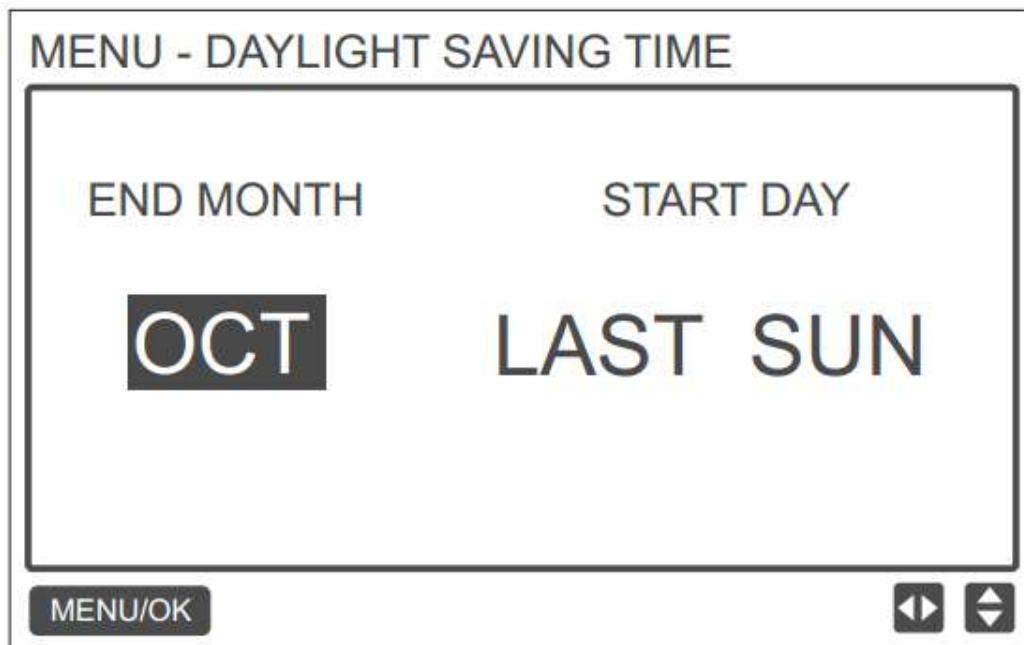 MENU - DAYLIGHT SAVING TIME
END MONTH START DAY
OCT LAST SUN
MENU/OK